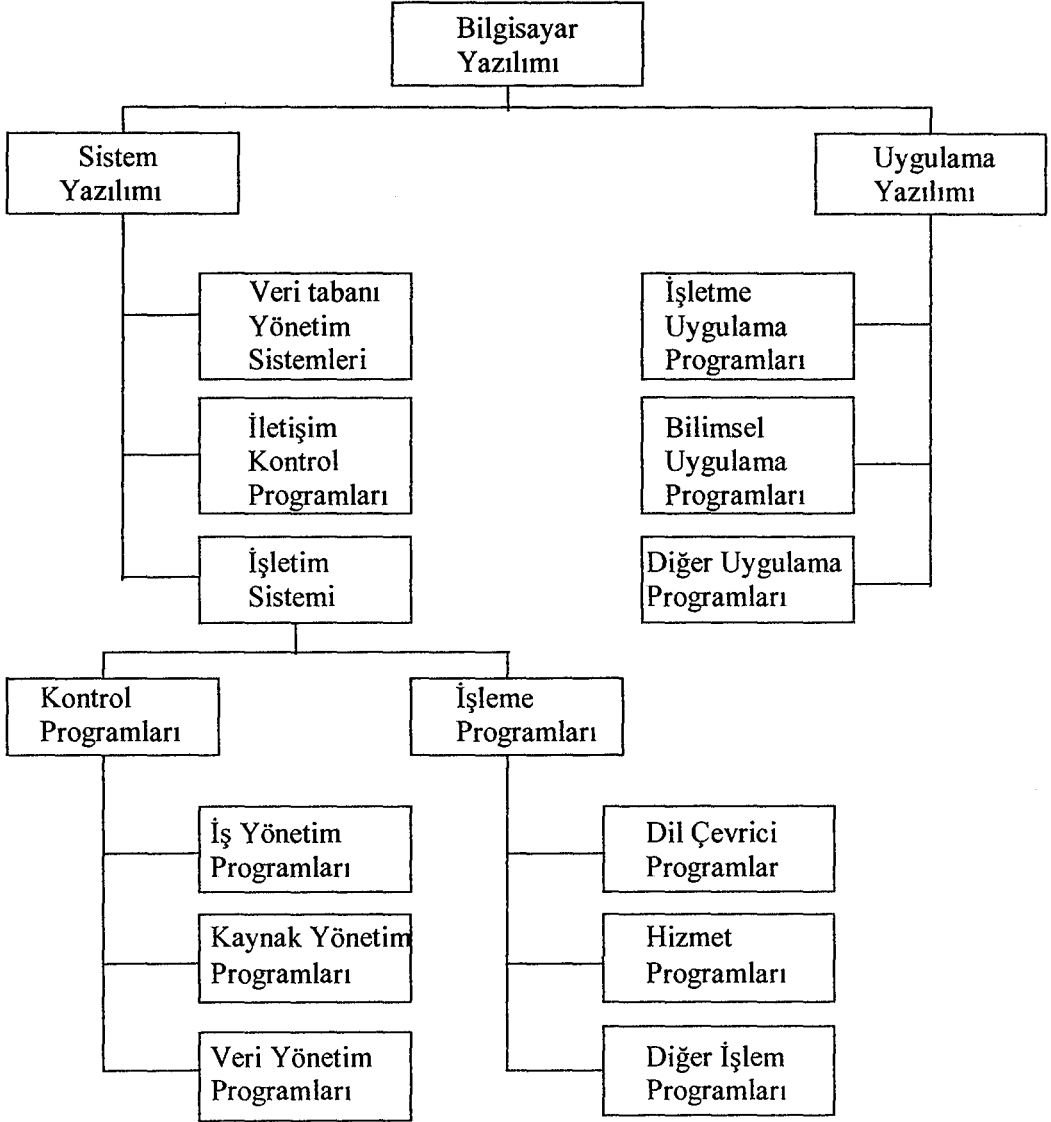 Bilgisayar
Yazılımı
Sistem
Yazılımı
Uygulama
Yazılımı
Veri tabanı
Yönetim
Sistemleri
İşletme
Uygulama
Programları
İletişim
Kontrol
Programları
Bilimsel
Uygulama
Programları
İşletim
Sistemi
Diğer Uygulama
Programları
Kontrol
Programları
İşleme
Programları
İş Yönetim
Programları
Dil Çevrici
Programlar
Kaynak Yönetim
Programları
Hizmet
Programları
Veri Yönetim
Programları
Diğer İşlem
Programları